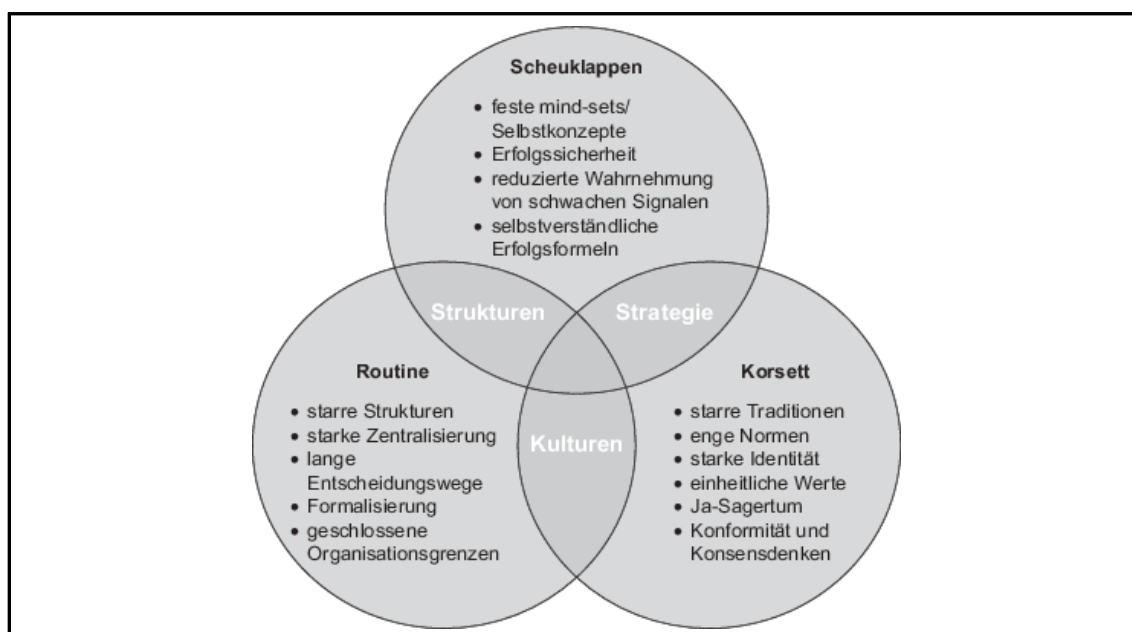 Scheuklappen
• feste mind-sets/
Selbstkonzepte
• Erfolgssicherheit
• reduzierte Wahrnehmung
von schwachen Signalen
• selbstverständliche
Erfolgsformeln
Strukturen
Strategie
Routine
• starre Strukturen
• starke Zentralisierung
• lange
Entscheidungswege
• Formalisierung
• geschlossene
Organisationsgrenzen
Kulturen
Korsett
• starre Traditionen
• enge Normen
• starke Identität
• einheitliche Werte
• Ja-Sagertum
• Konformität und
Konsensdenken